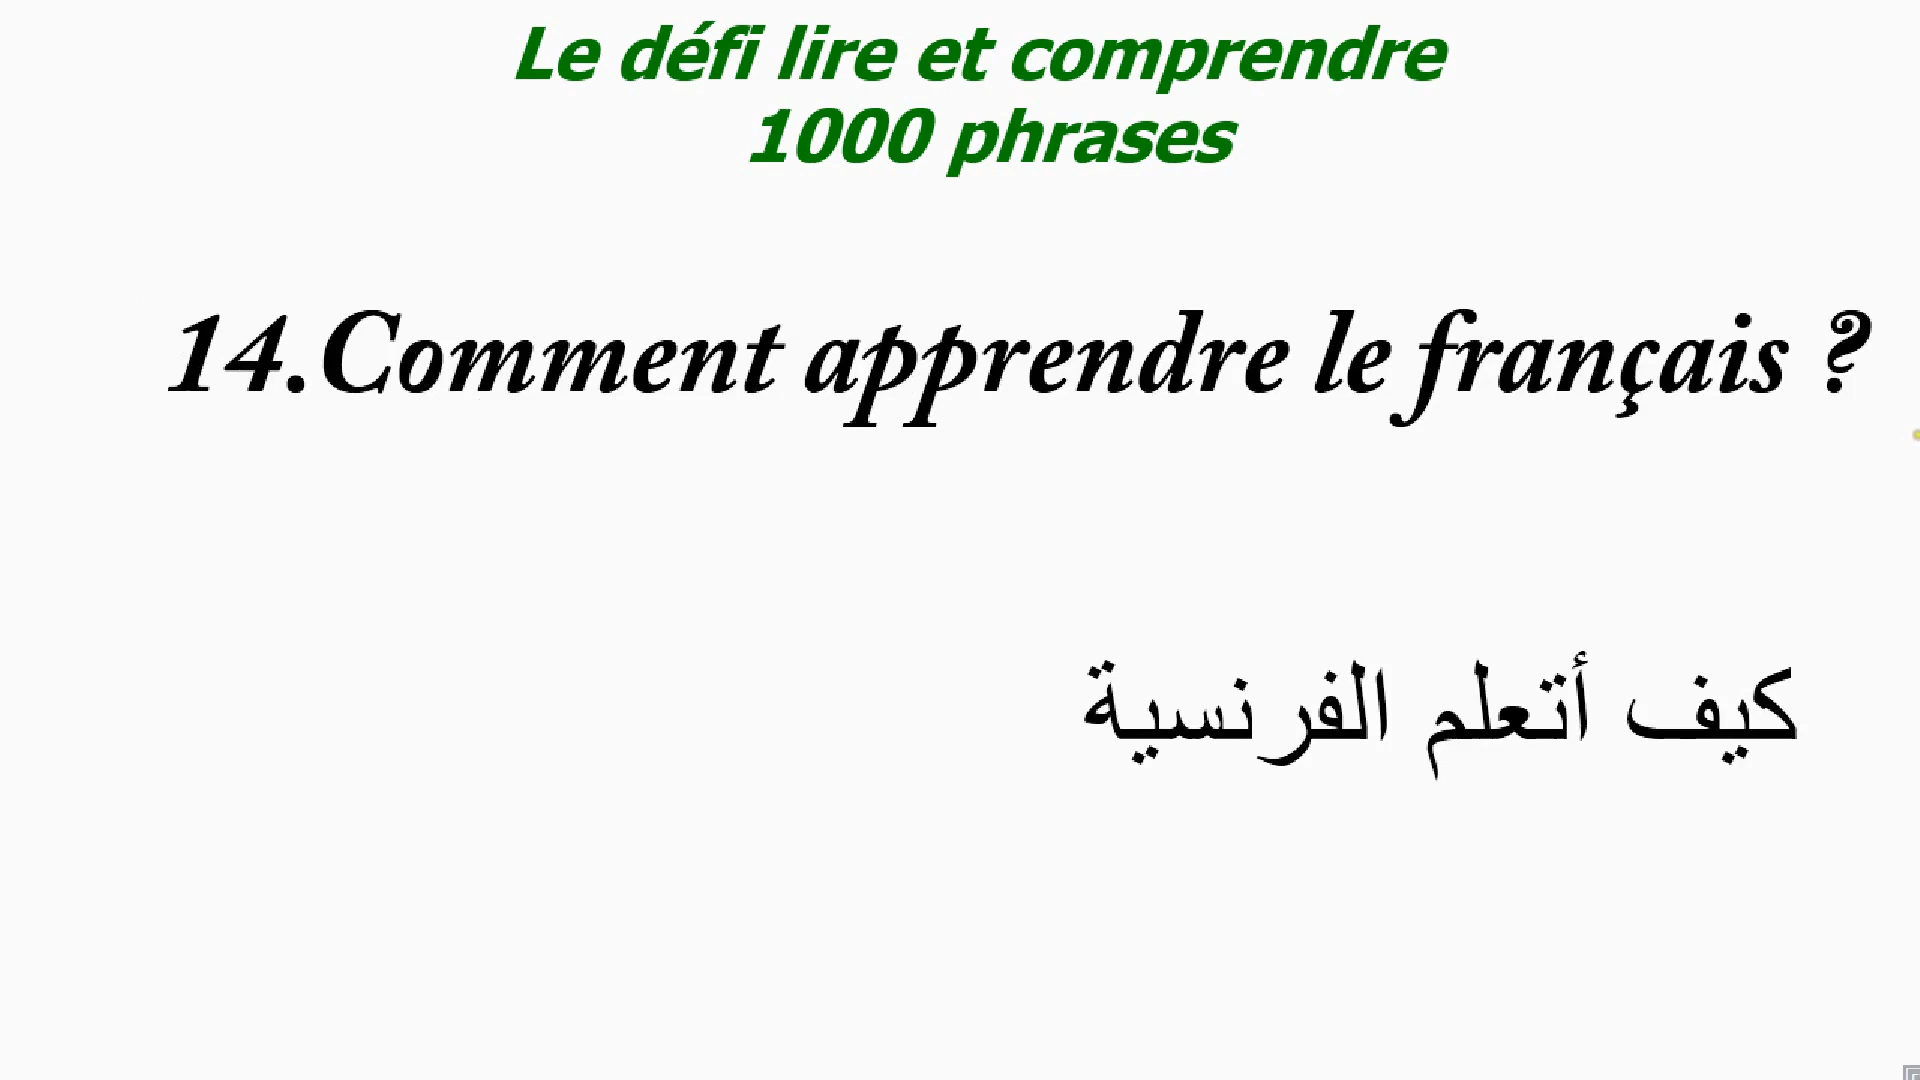 Le défi lire et comprendre
1000 phrases
14.Comment apprendre le français ?
كيف أتعلم الفرنسية